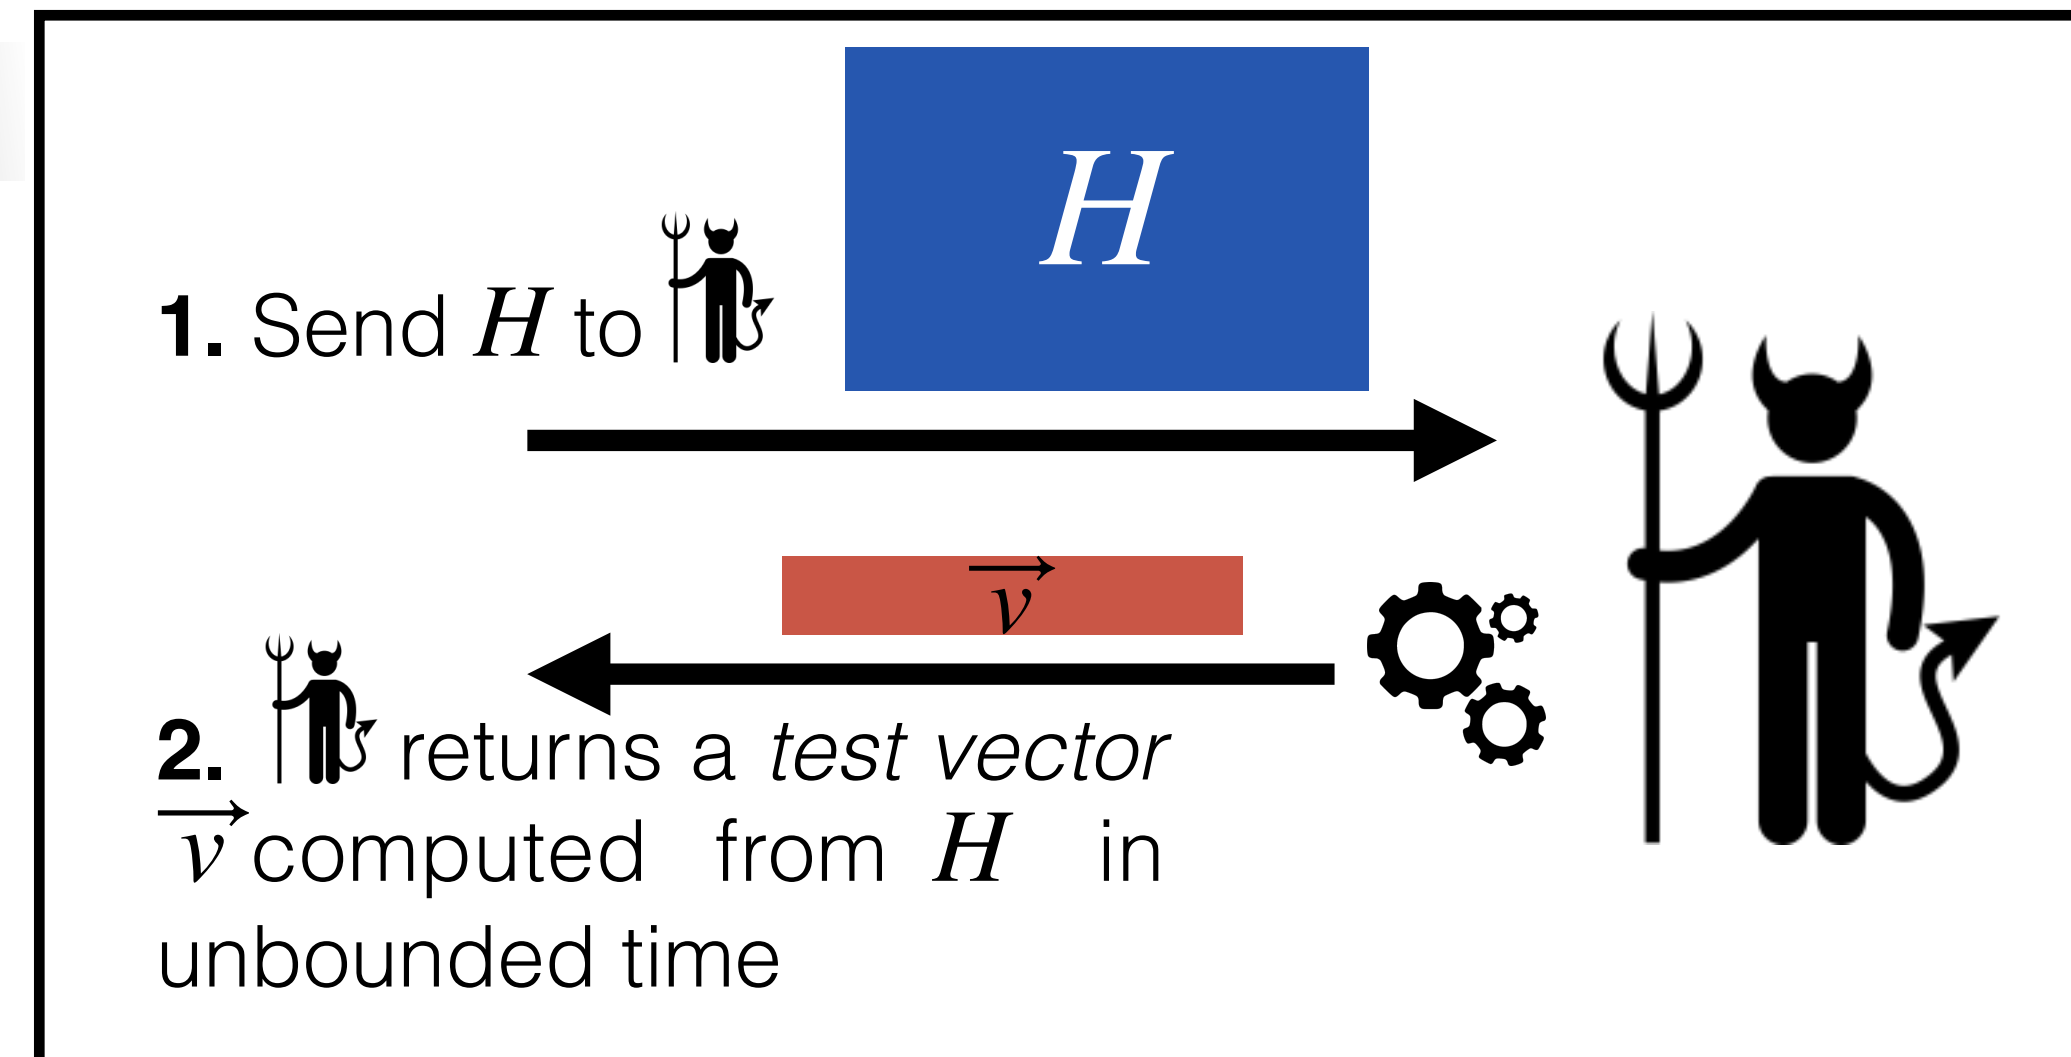 H
1. Send H to
v⃗
2. returns a test vector
v⃗ computed from H in
unbounded time